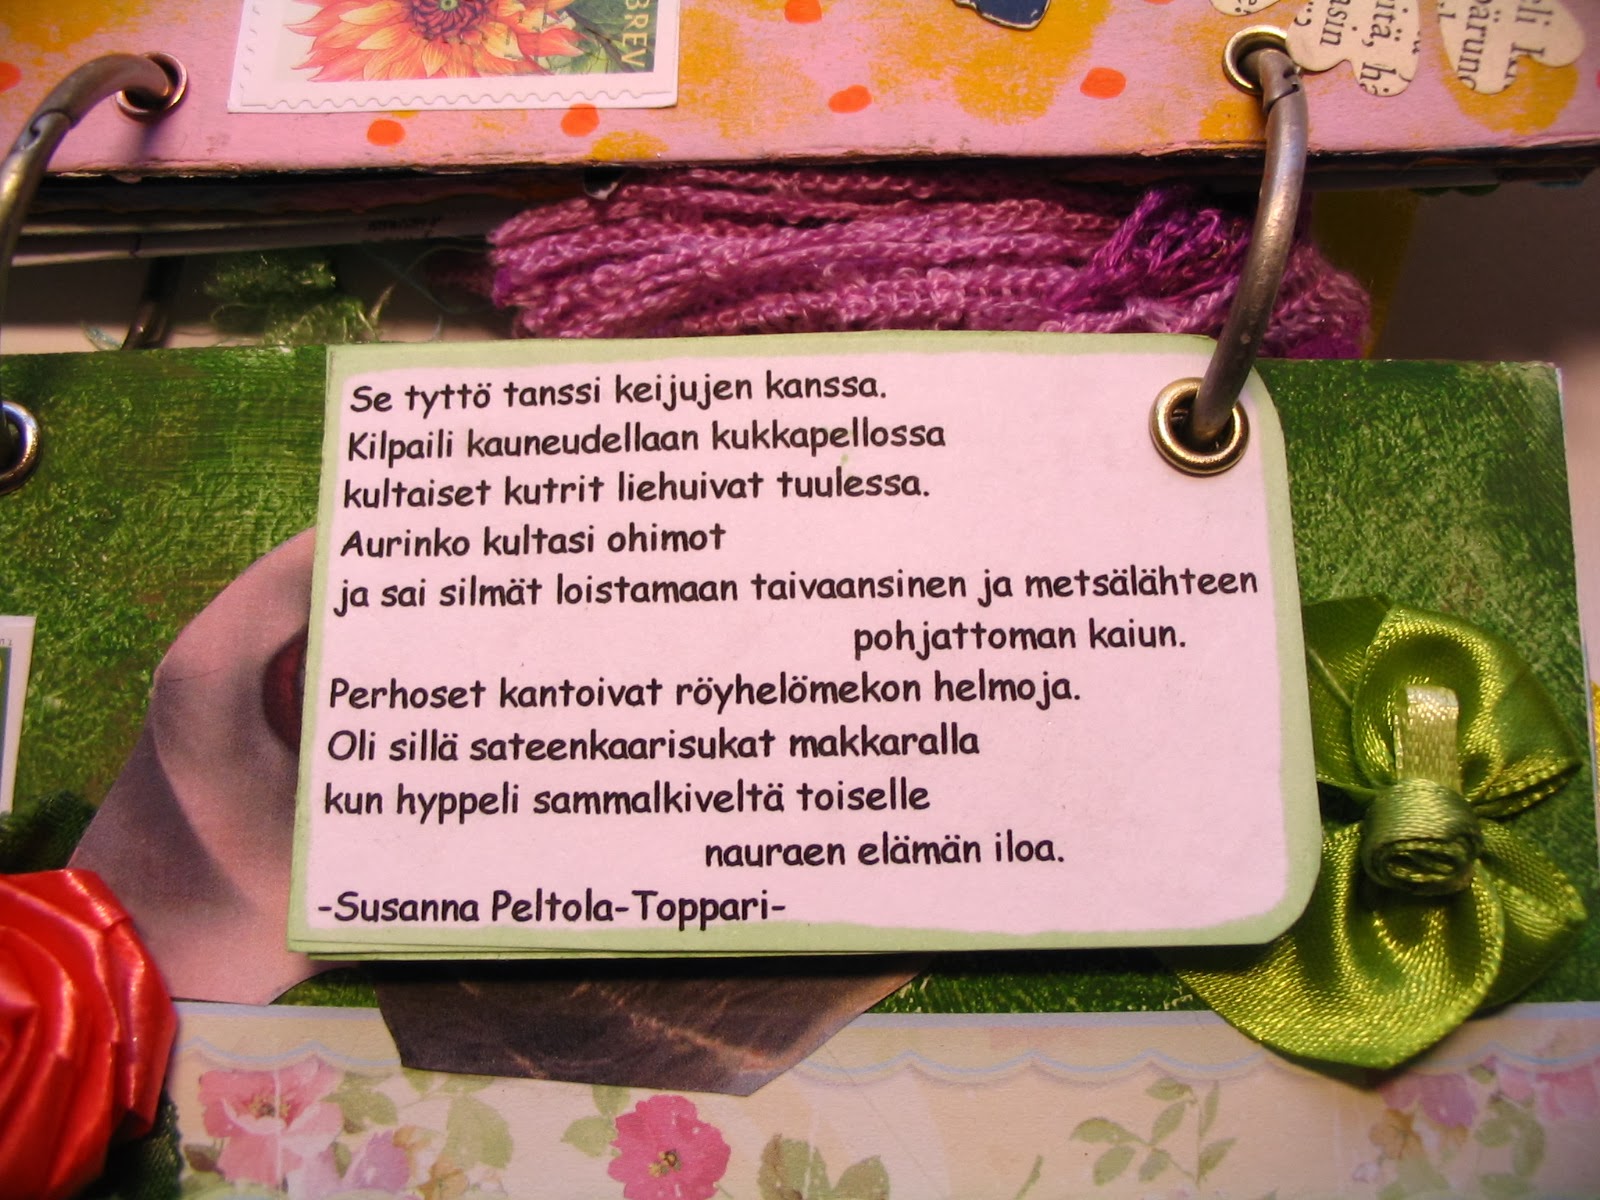 BREV
Se tyttö tanssi keijujen kanssa.
Kilpaili kauneudellaan kukkapellossa
kultaiset kutrit liehuivat tuulessa.
Aurinko kultasi ohimot
ja sai silmät loistamaan taivaansinen ja metsälähteen
pohjattoman kaiun.
Perhoset kantoivat röyhelömekon helmoja.
Oli sillä sateenkaarisukat makkaralla
kun hyppeli sammalkiveltä toiselle
nauraen elämän iloa.
-Susanna Peltola-Toppari-